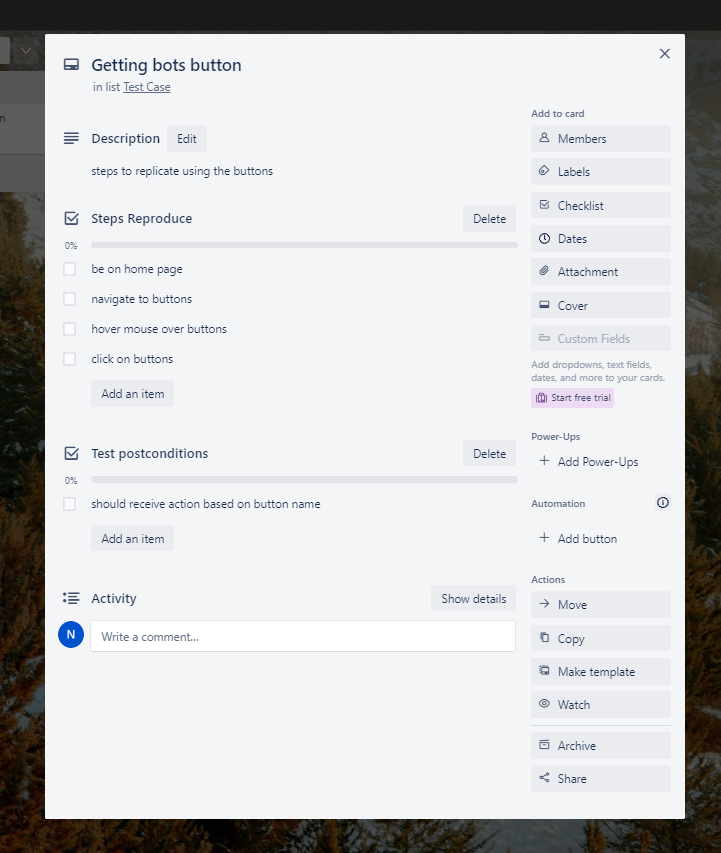 Getting bots button
in list Test Case
Description
Edit
steps to replicate using the buttons
Steps Reproduce
Delete
0%
be on home page
navigate to buttons
hover mouse over buttons
click on buttons
Add an item
Test postconditions
Delete
0%
should receive action based on button name
Add an item
Activity
Show details
N
Write a comment...
Add to card
Members
Labels
Checklist
Dates
Attachment
Cover
Custom Fields
Add dropdowns, text fields,
dates, and more to your cards.
Start free trial
Power-Ups
Add Power-Ups
Automation
Add button
Actions
Move
Copy
Make template
Watch
Archive
Share